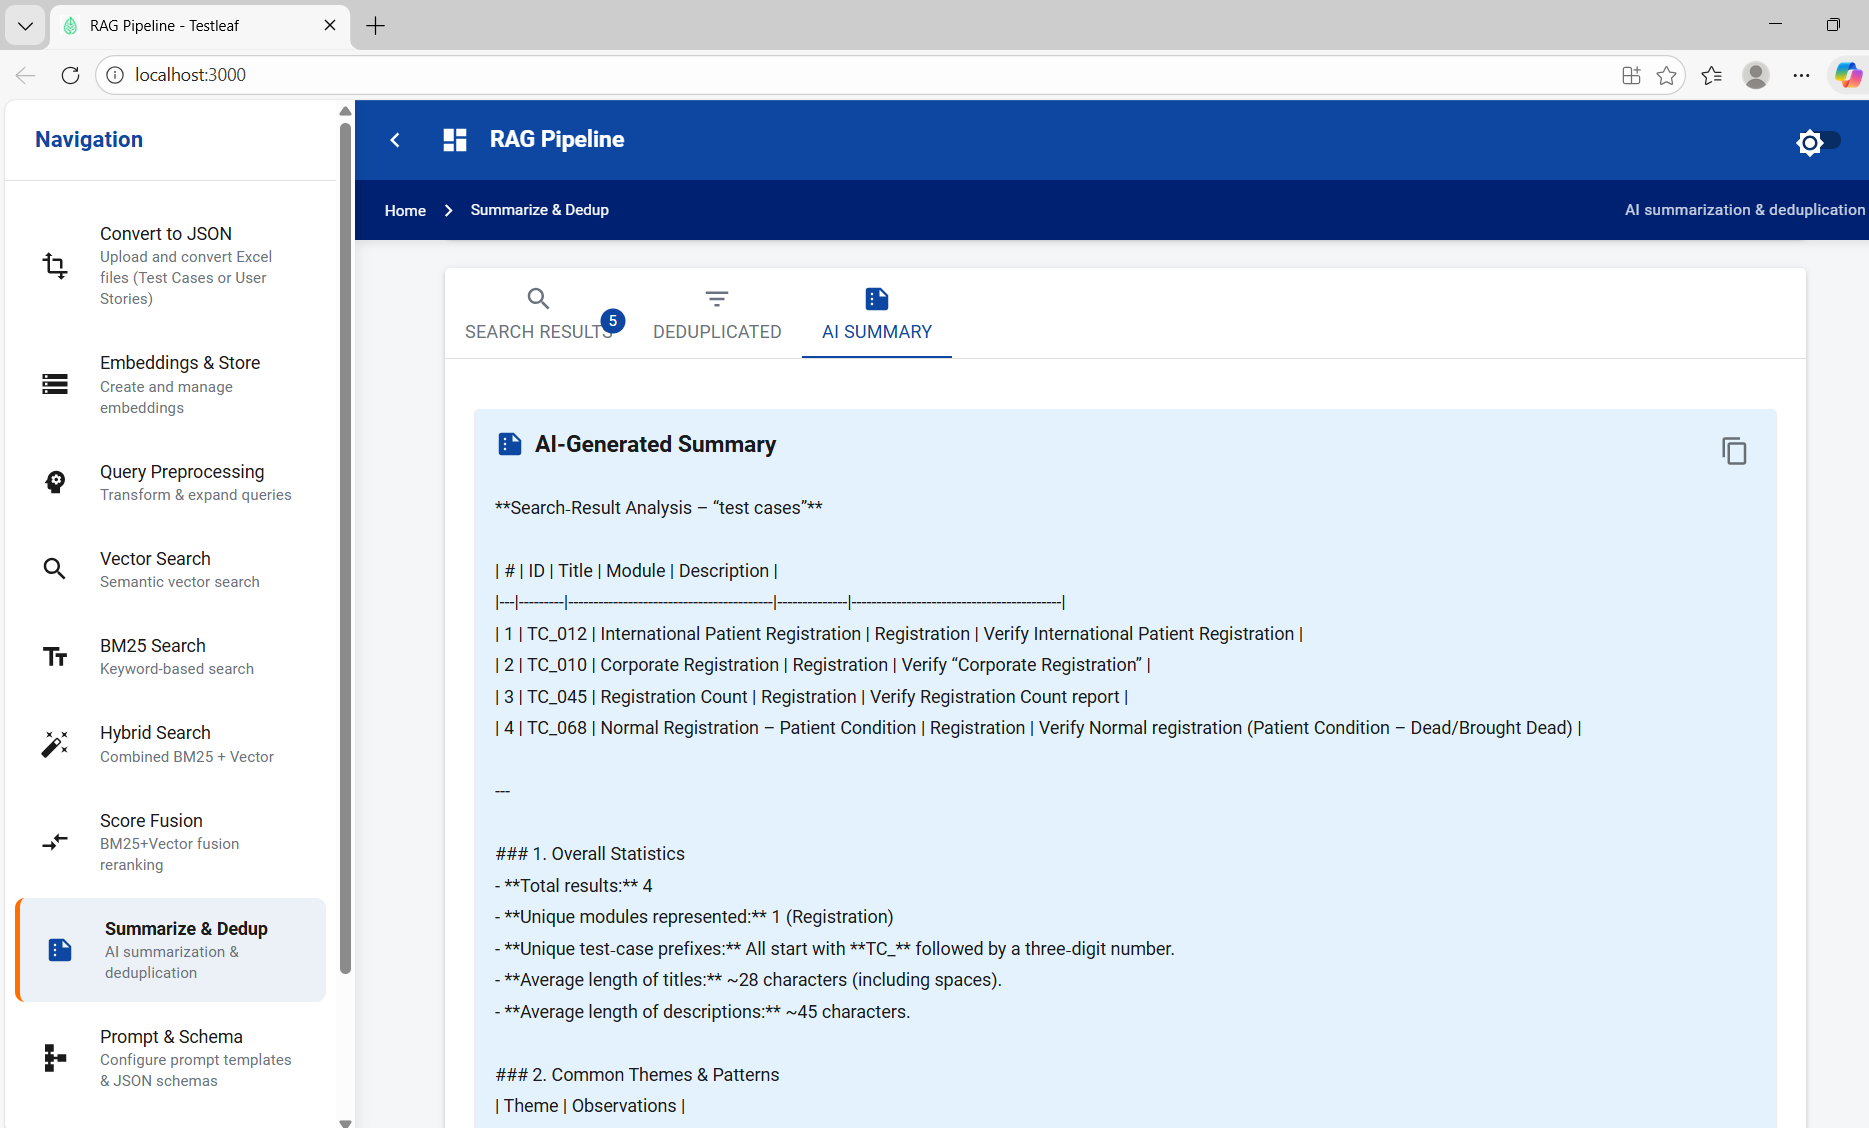 RAG Pipeline - Testleaf
localhost:3000
Navigation
Convert to JSON
Upload and convert Excel
files (Test Cases or User
Stories)
Embeddings & Store
Create and manage
embeddings
Query Preprocessing
Transform & expand queries
Vector Search
Semantic vector search
BM25 Search
Keyword-based search
Hybrid Search
Combined BM25 + Vector
Score Fusion
BM25+Vector fusion
reranking
Summarize & Dedup
AI summarization &
deduplication
Prompt & Schema
Configure prompt templates
& JSON schemas
RAG Pipeline
Home > Summarize & Dedup
AI summarization & deduplication
SEARCH RESULTS
5
DEDUPLICATED
AI SUMMARY
AI-Generated Summary
**Search-Result Analysis – “test cases”**
| # | ID | Title | Module | Description |
|---|---------|-----------------------------------------|--------------|------------------------------------------|
| 1 | TC_012 | International Patient Registration | Registration | Verify International Patient Registration |
| 2 | TC_010 | Corporate Registration | Registration | Verify “Corporate Registration” |
| 3 | TC_045 | Registration Count | Registration | Verify Registration Count report |
| 4 | TC_068 | Normal Registration – Patient Condition | Registration | Verify Normal registration (Patient Condition – Dead/Brought Dead) |
---
### 1. Overall Statistics
- **Total results:** 4
- **Unique modules represented:** 1 (Registration)
- **Unique test-case prefixes:** All start with **TC_** followed by a three-digit number.
- **Average length of titles:** ~28 characters (including spaces).
- **Average length of descriptions:** ~45 characters.
### 2. Common Themes & Patterns
| Theme | Observations |